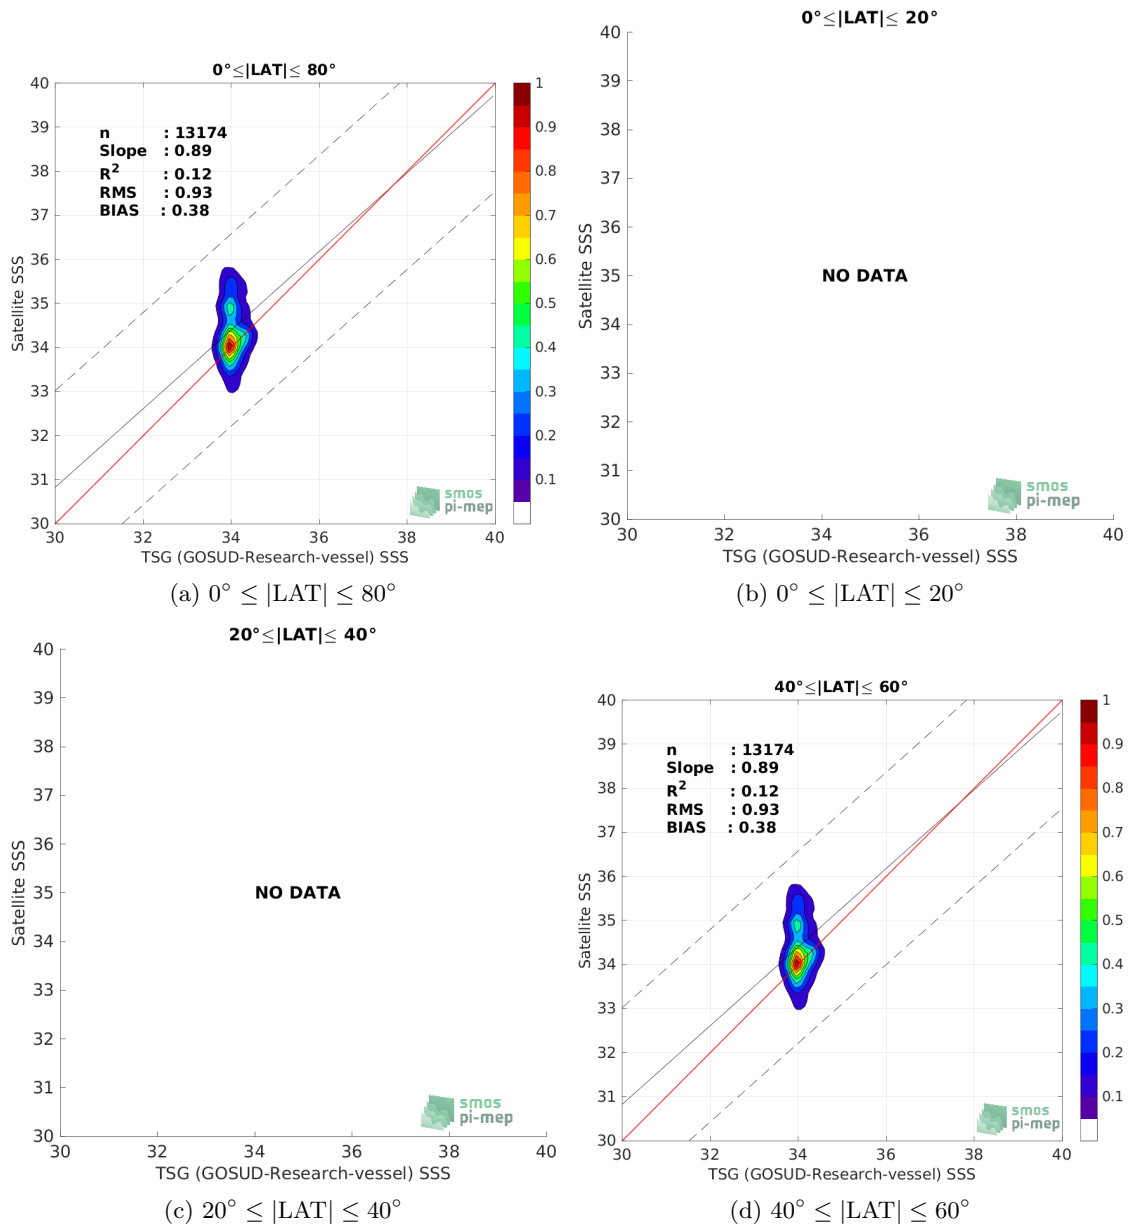 0°≤|LAT|≤ 80°
40
39
38
37
36
35
34
33
32
31
30
Satellite SSS
n : 13174
Slope : 0.89
R² : 0.12
RMS : 0.93
BIAS : 0.38
1
0.9
0.8
0.7
0.6
0.5
0.4
0.3
0.2
0.1
smos
pi-mep
30 32 34 36 38 40
TSG (GOSUD-Research-vessel) SSS
(a) 0° ≤ |LAT| ≤ 80°
0°≤|LAT|≤ 20°
40
39
38
37
36
35
34
33
32
31
30
Satellite SSS
NO DATA
smos
pi-mep
30 32 34 36 38 40
TSG (GOSUD-Research-vessel) SSS
(b) 0° ≤ |LAT| ≤ 20°
20°≤|LAT|≤ 40°
40
39
38
37
36
35
34
33
32
31
30
Satellite SSS
NO DATA
smos
pi-mep
30 32 34 36 38 40
TSG (GOSUD-Research-vessel) SSS
(c) 20° ≤ |LAT| ≤ 40°
40°≤|LAT|≤ 60°
40
39
38
37
36
35
34
33
32
31
30
Satellite SSS
n : 13174
Slope : 0.89
R² : 0.12
RMS : 0.93
BIAS : 0.38
1
0.9
0.8
0.7
0.6
0.5
0.4
0.3
0.2
0.1
smos
pi-mep
30 32 34 36 38 40
TSG (GOSUD-Research-vessel) SSS
(d) 40° ≤ |LAT| ≤ 60°